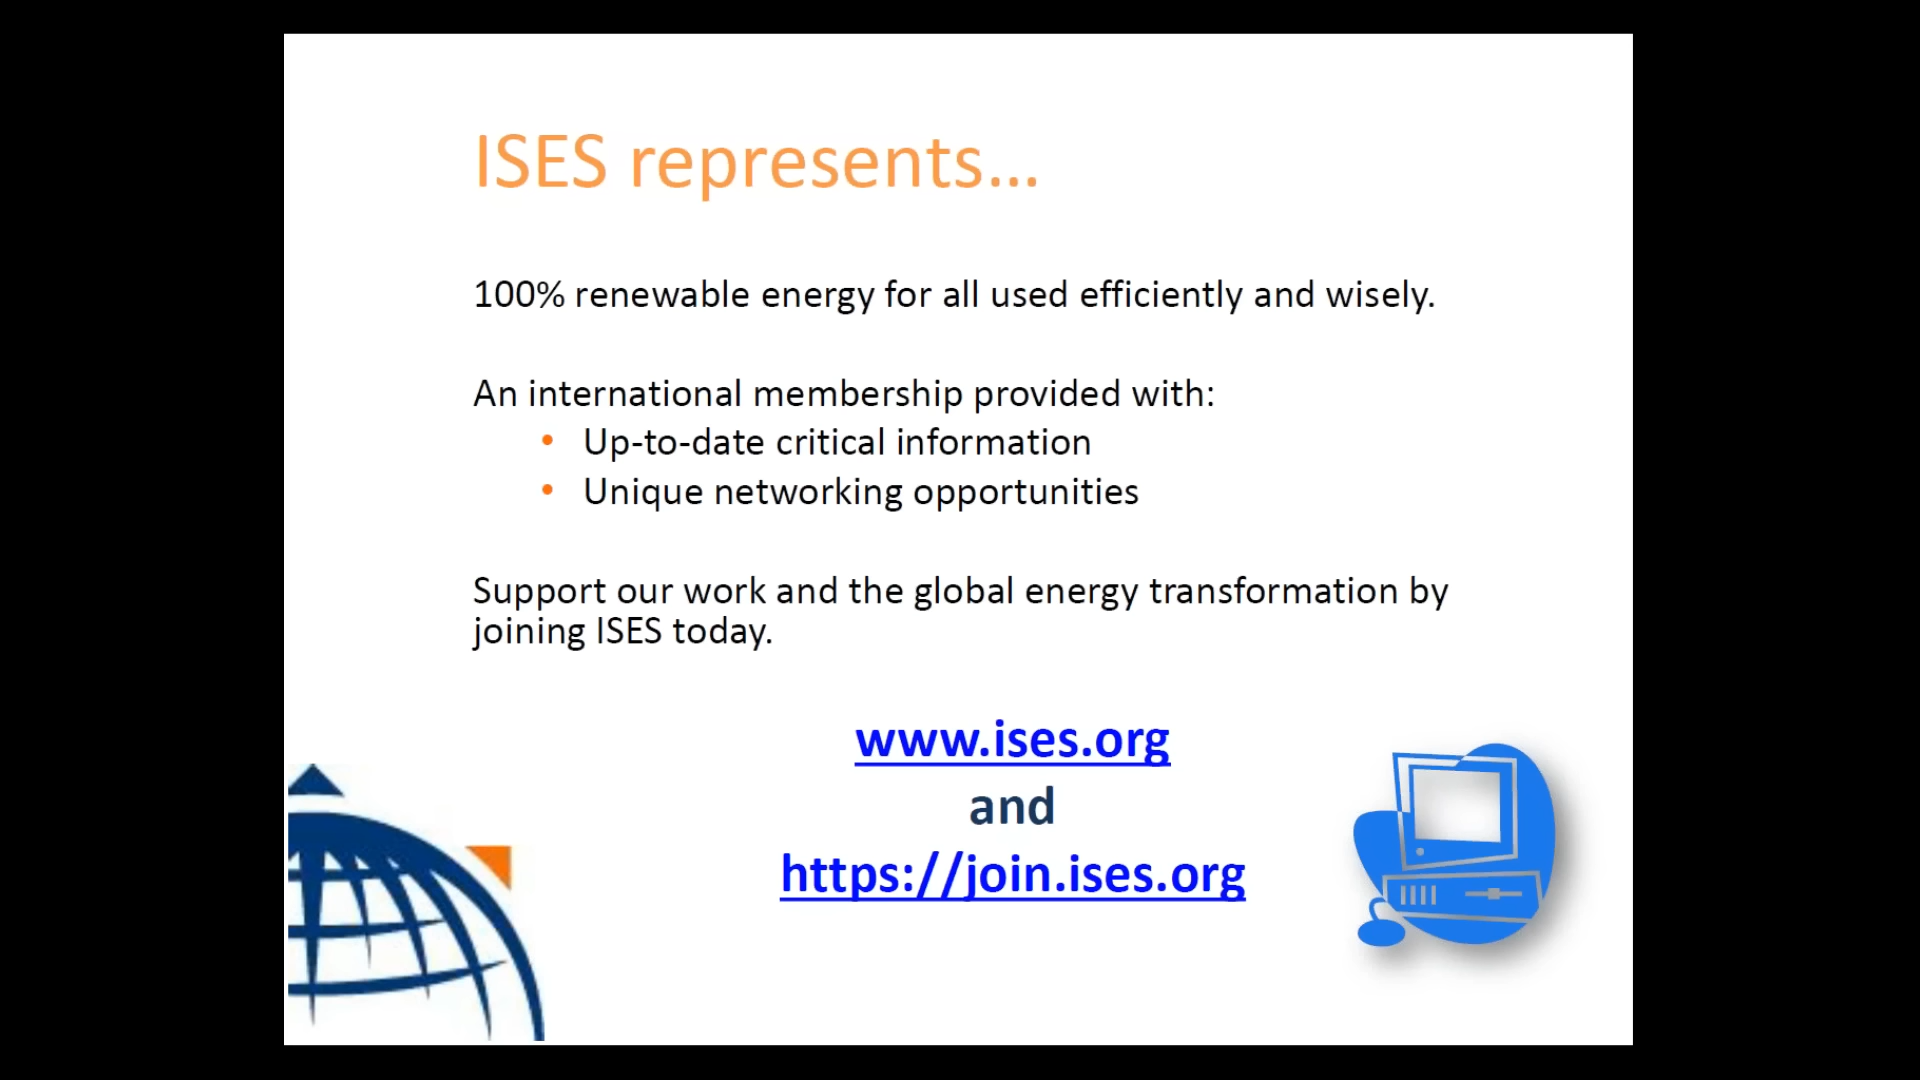 ISES represents...
100% renewable energy for all used efficiently and wisely.
An international membership provided with:
• Up-to-date critical information
• Unique networking opportunities
Support our work and the global energy transformation by
joining ISES today.
www.ises.org
and
https://join.ises.org